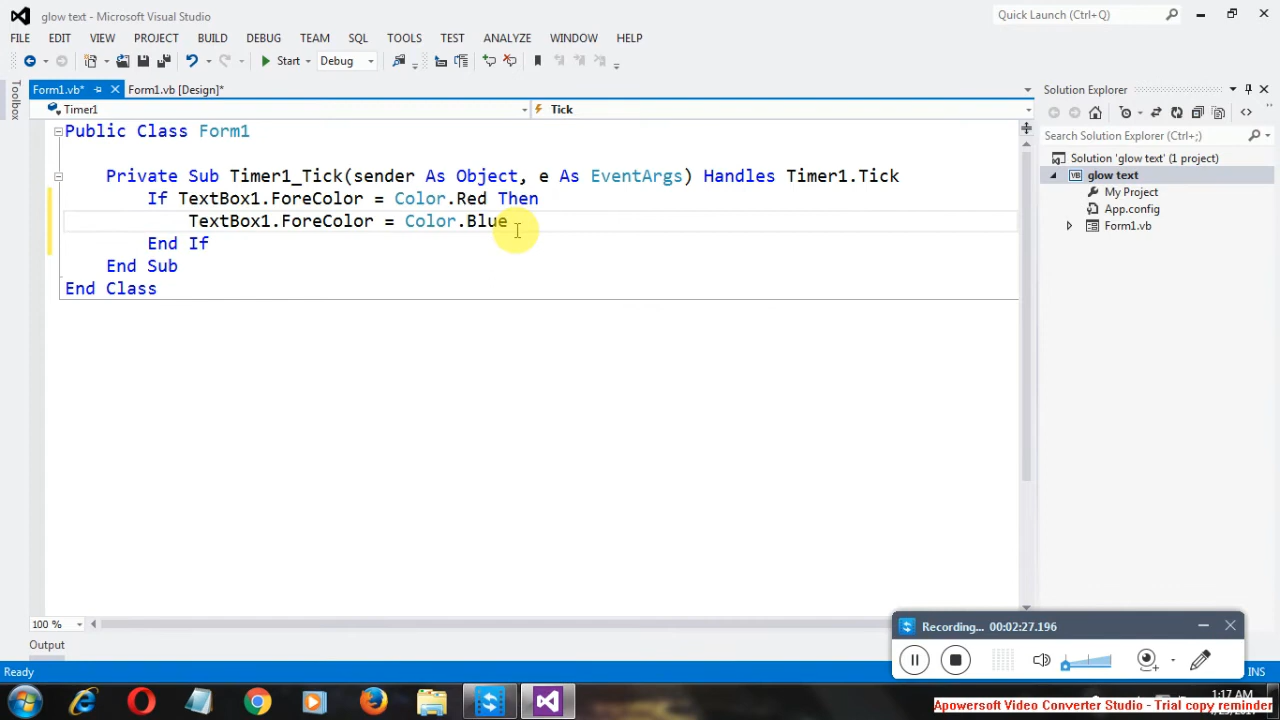 glow text - Microsoft Visual Studio
Quick Launch (Ctrl+Q)
FILE EDIT VIEW PROJECT BUILD DEBUG TEAM SQL TOOLS TEST ANALYZE WINDOW HELP
Start Debug
Toolbox
Form1.vb* Form1.vb [Design]*
Timer1 Tick
Public Class Form1
Private Sub Timer1_Tick(sender As Object, e As EventArgs) Handles Timer1.Tick
If TextBox1.ForeColor = Color.Red Then
TextBox1.ForeColor = Color.Blue
End If
End Sub
End Class
100 %
Output
Ready
INS
Solution Explorer
Search Solution Explorer (Ctrl+;)
Solution 'glow text' (1 project)
VB glow text
My Project
App.config
Form1.vb
Recording... 00:02:27.196
1:17 AM
Apowersoft Video Converter Studio - Trial copy reminder